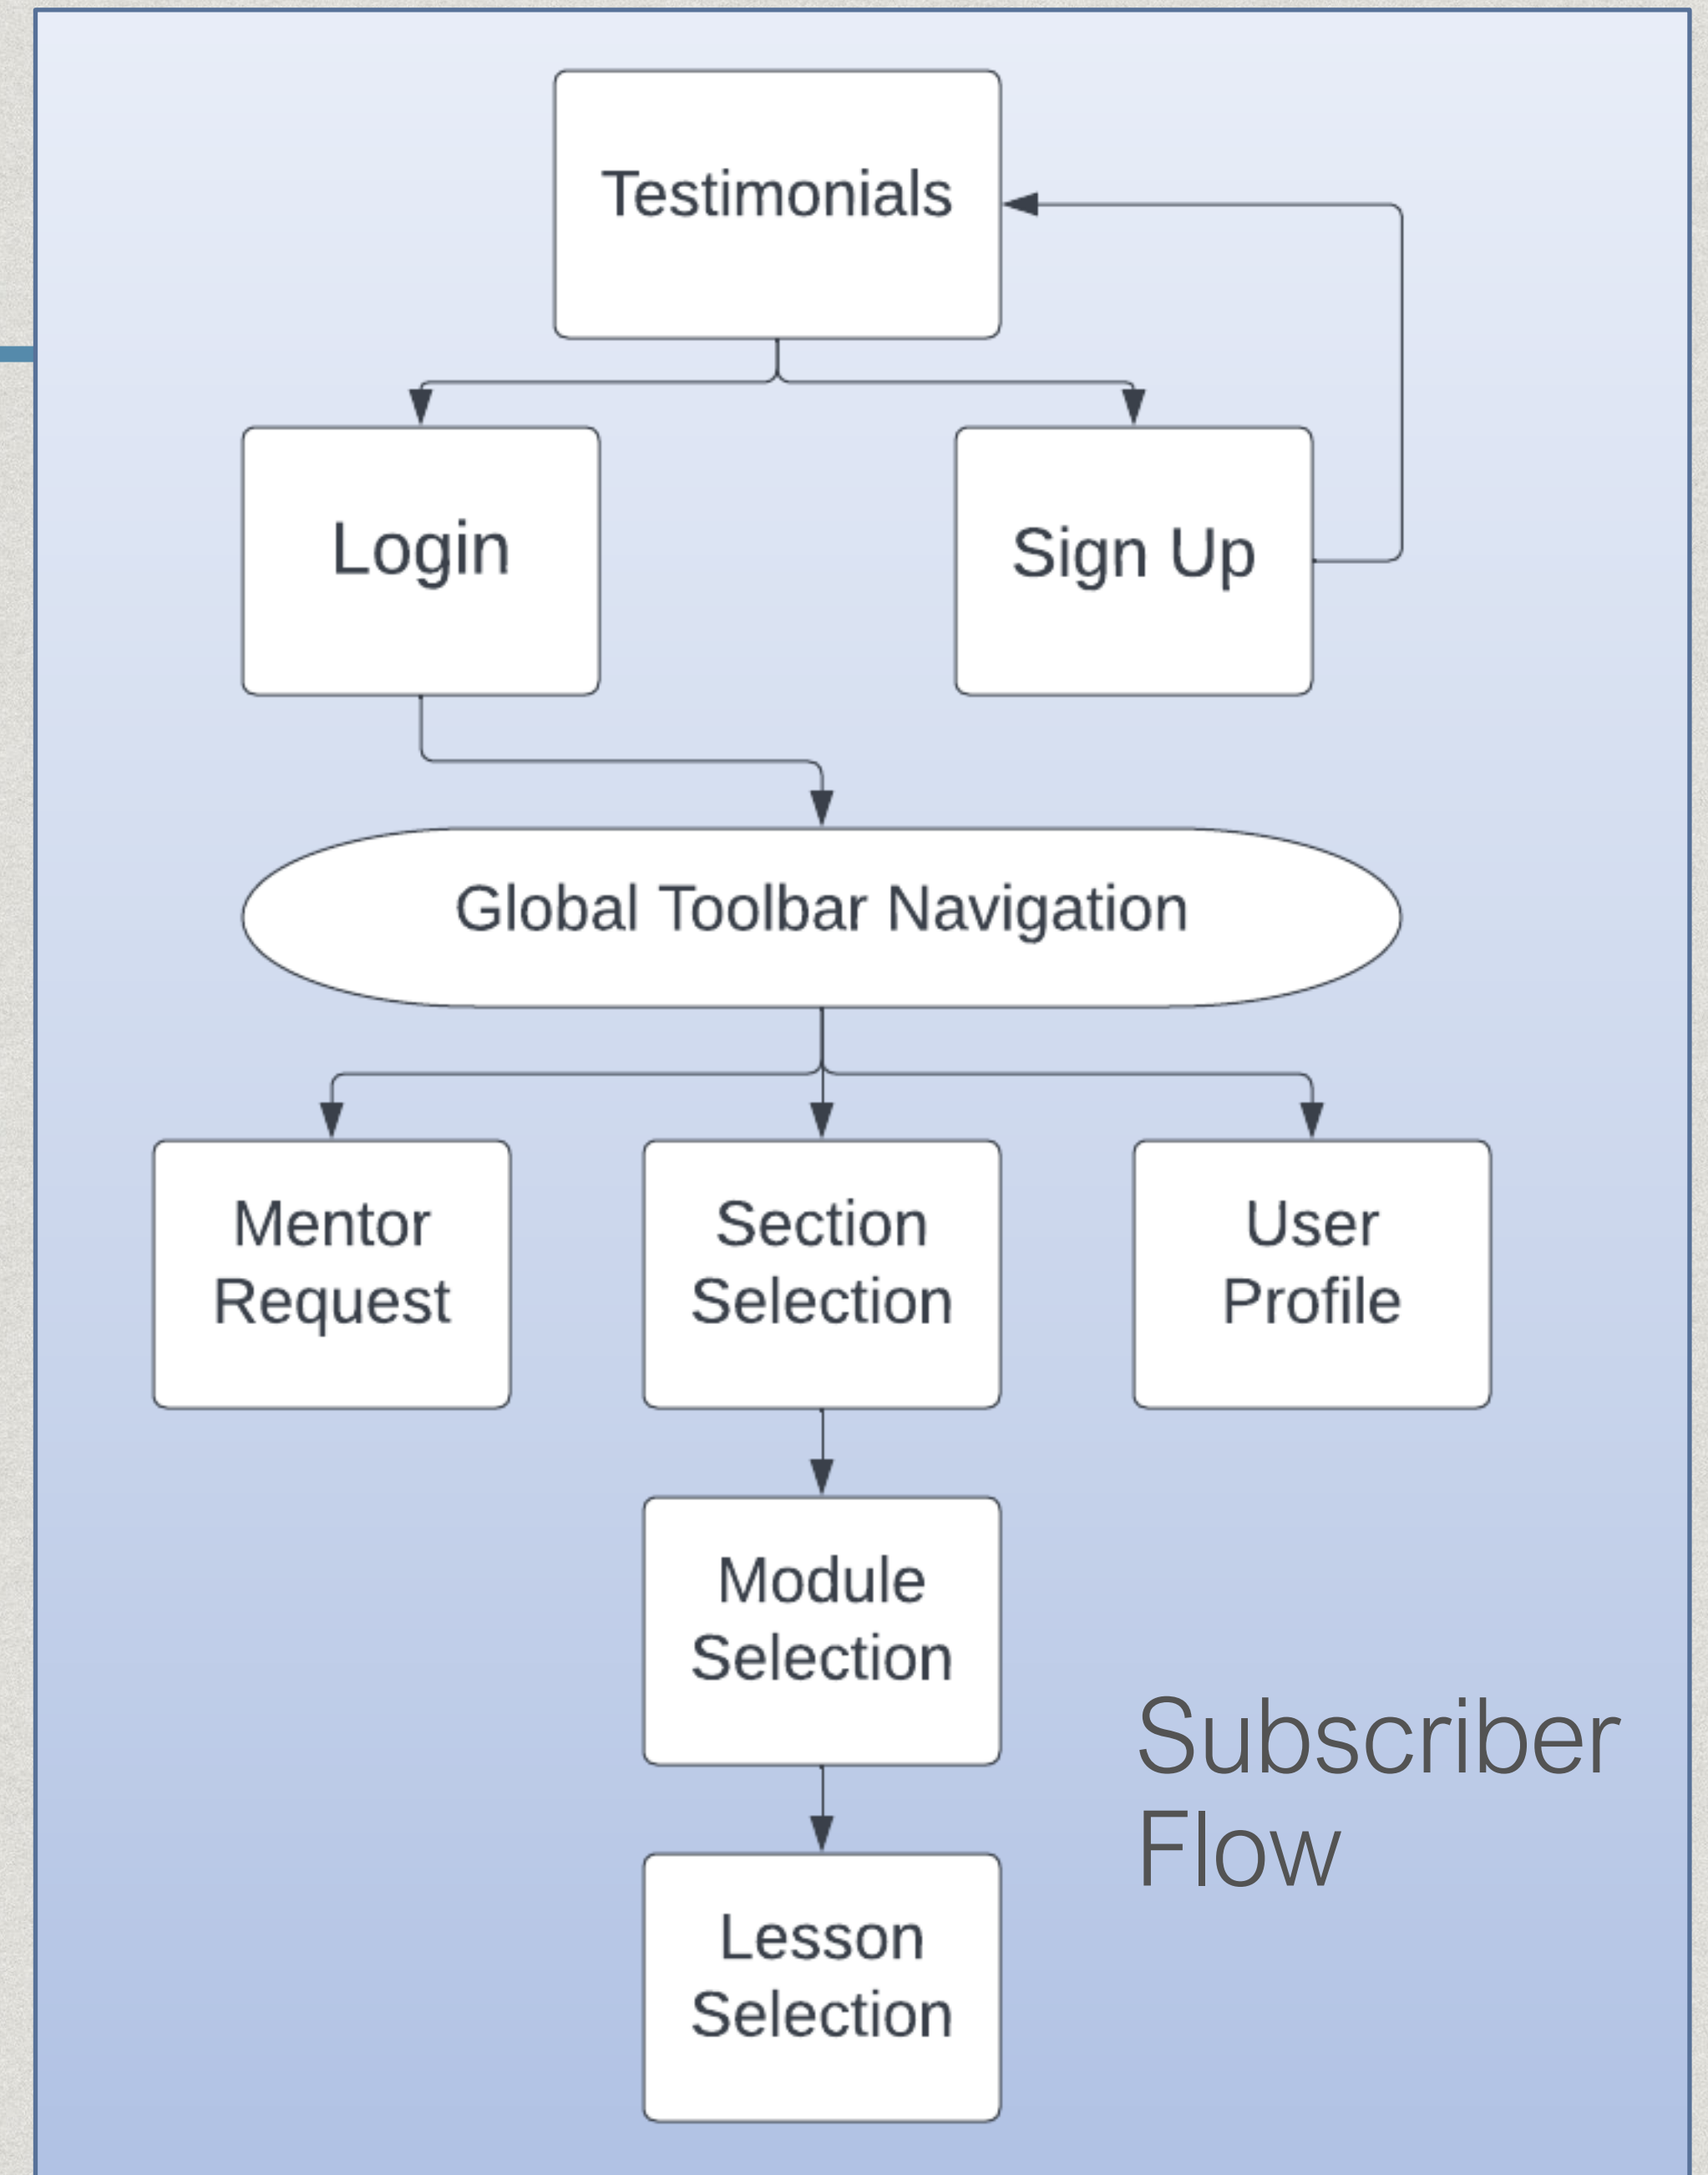 Testimonials
Login
Sign Up
Global Toolbar Navigation
Mentor
Request
Section
Selection
User
Profile
Module
Selection
Subscriber
Flow
Lesson
Selection